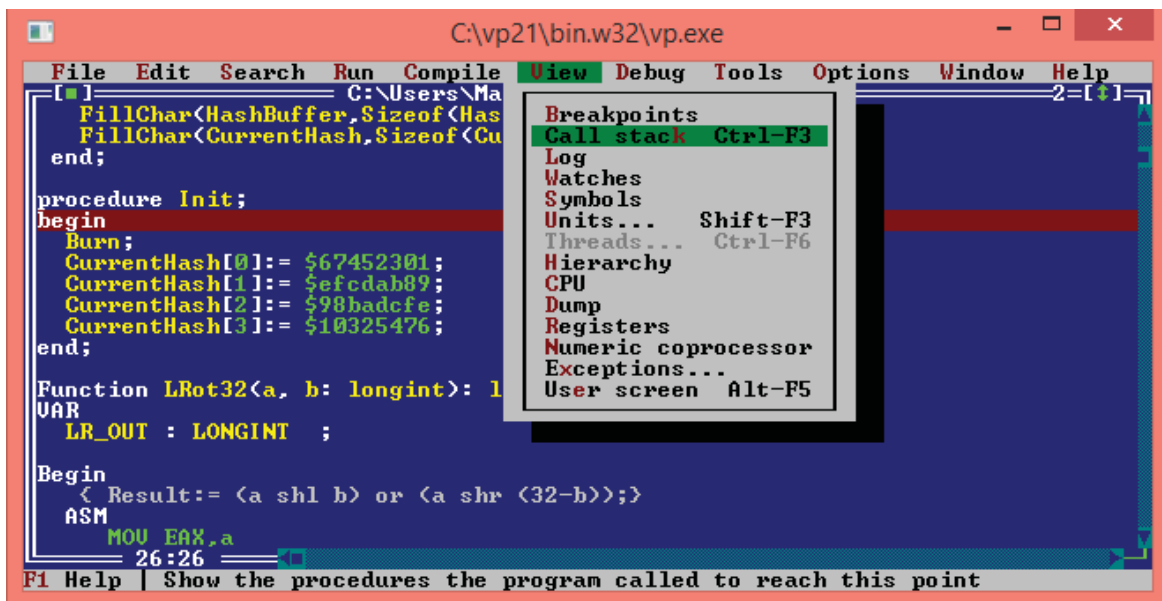 C:\vp21\bin.w32\vp.exe
File Edit Search Run Compile View Debug Tools Options Window Help
[■] C:\Users\Ma 2=[↕]
FillChar(HashBuffer,Sizeof(Has
FillChar(CurrentHash,Sizeof(Cu
end;
procedure Init;
begin
Burn;
CurrentHash[0]:= $67452301;
CurrentHash[1]:= $efcdab89;
CurrentHash[2]:= $98badcfe;
CurrentHash[3]:= $10325476;
end;
Function LRot32(a, b: longint): l
VAR
LR_OUT : LONGINT ;
Begin
{ Result:= (a shl b) or (a shr (32-b));}
ASM
MOV EAX,a
26:26
Breakpoints
Call stack Ctrl-F3
Log
Watches
Symbols
Units... Shift-F3
Threads... Ctrl-F6
Hierarchy
CPU
Dump
Registers
Numeric coprocessor
Exceptions...
User screen Alt-F5
F1 Help | Show the procedures the program called to reach this point